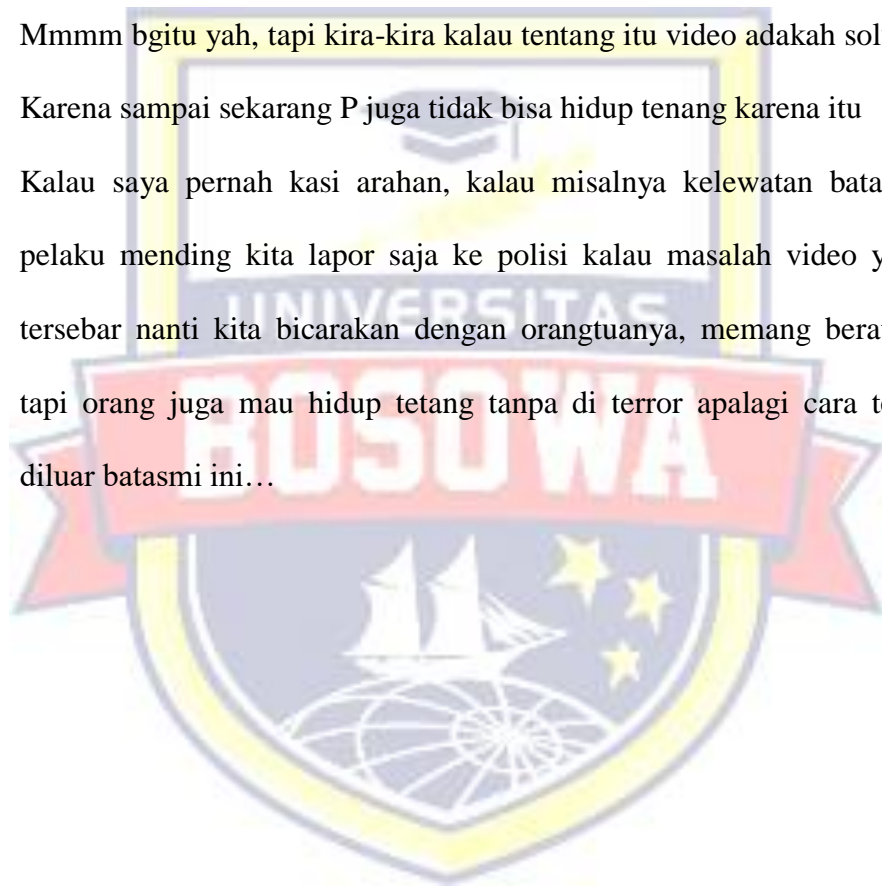 Mmmm bgitu yah, tapi kira-kira kalau tentang itu video adakah
Karena sampai sekarang P juga tidak bisa hidup tenang karena itu
Kalau saya pernah kasi arahan, kalau misalnya kelewatan
pelaku mending kita lapor saja ke polisi kalau masalah video
tersebar nanti kita bicarakan dengan orangtuanya, memang
tapi orang juga mau hidup tetang tanpa di terror apalagi cara
diluar batasmi ini…
UNIVERSITAS
BOSOWA